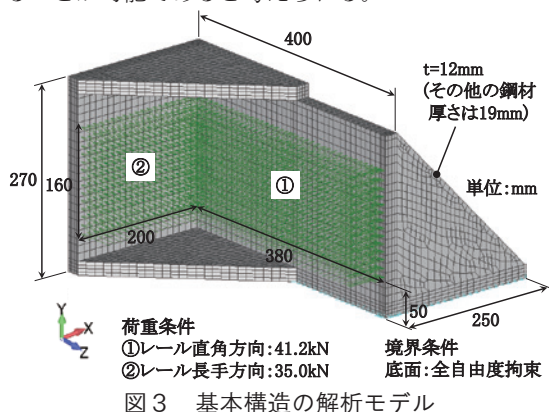 400
t=12mm
(その他の鋼材
厚さは19mm)
270
160
②
①
単位:mm
200
380
50
250
Y
X
Z
荷重条件
①レール直角方向:41.2kN
②レール長手方向:35.0kN
境界条件
底面:全自由度拘束
図3 基本構造の解析モデル